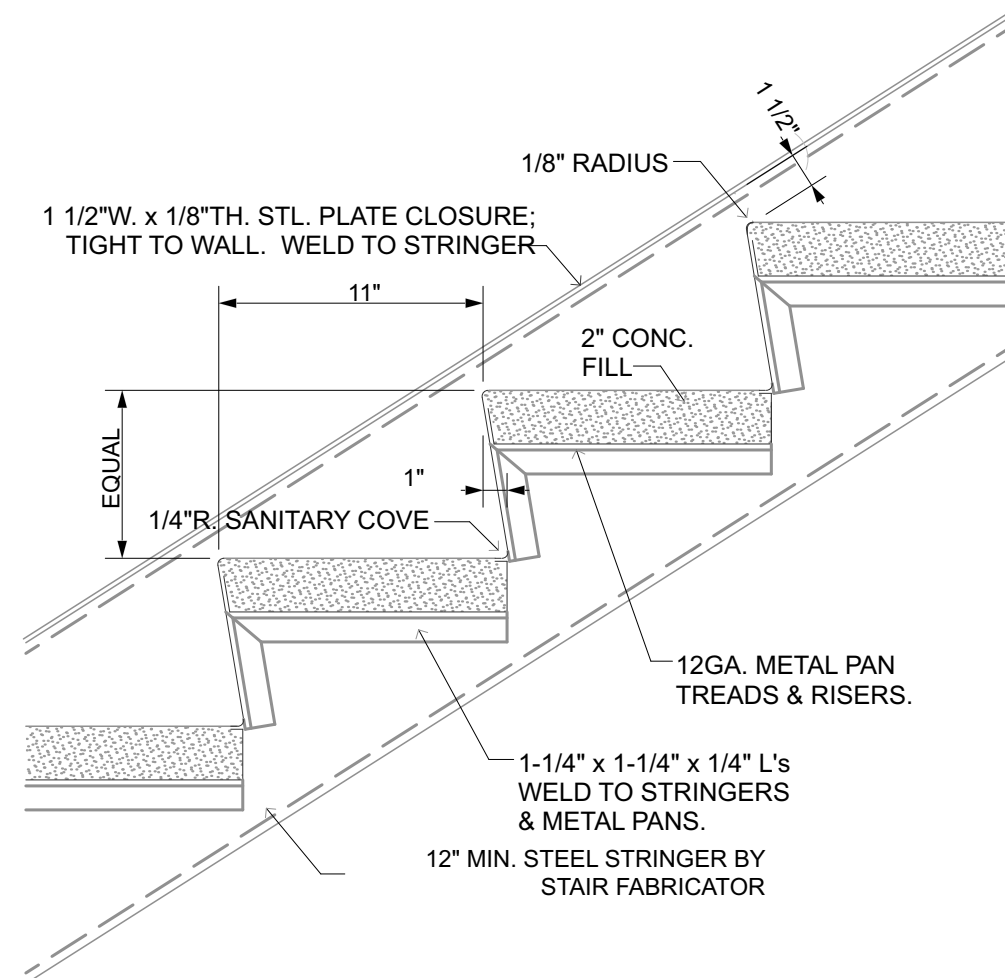 1 1/2"
1/8" RADIUS
1 1/2"W. x 1/8"TH. STL. PLATE CLOSURE;
TIGHT TO WALL. WELD TO STRINGER
11"
2" CONC.
FILL
EQUAL
1"
1/4"R. SANITARY COVE
12GA. METAL PAN
TREADS & RISERS.
1-1/4" x 1-1/4" x 1/4" L's
WELD TO STRINGERS
& METAL PANS.
12" MIN. STEEL STRINGER BY
STAIR FABRICATOR